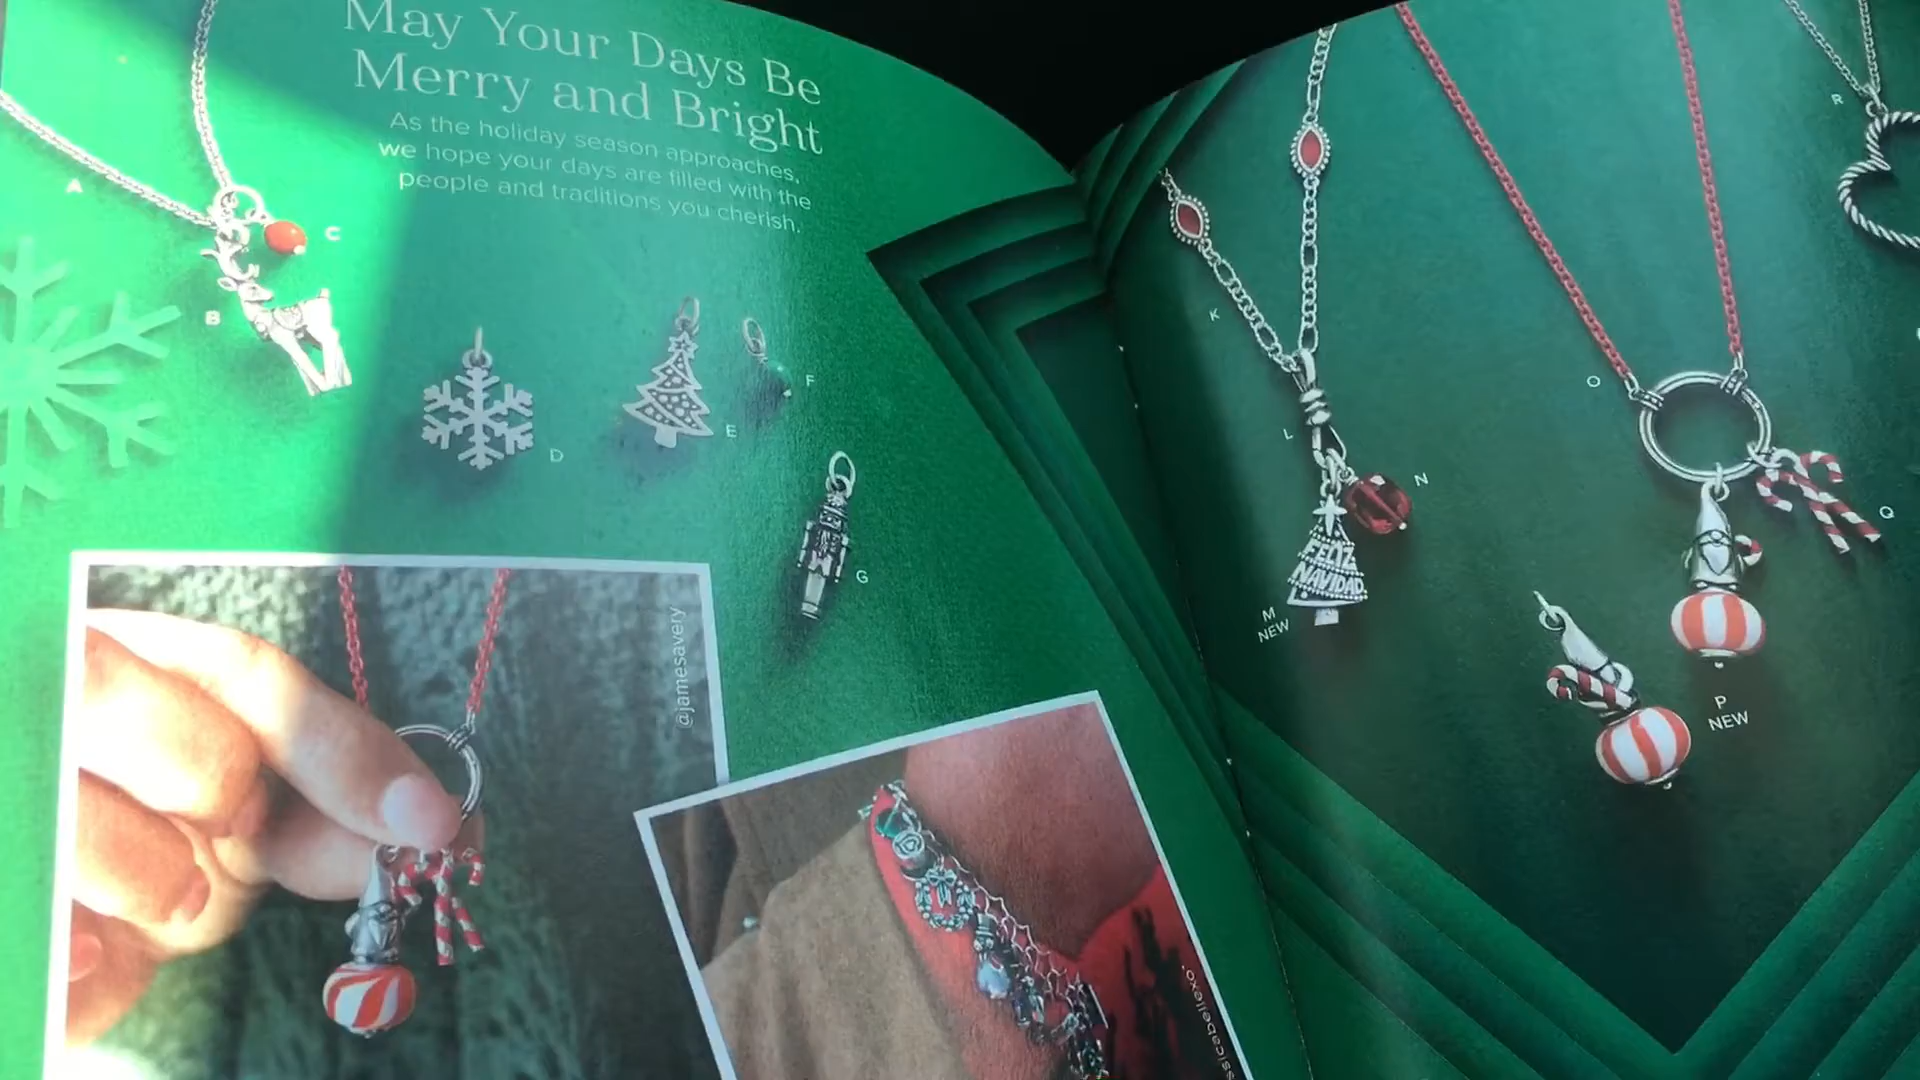 May Your Days Be
Merry and Bright
As the holiday season approaches,
we hope your days are filled with the
people and traditions you cherish.
A
C
B
D
E
F
G
@jamesavery
K
L
N
FELIZ
NAVIDAD
M
NEW
O
Q
P
NEW
R